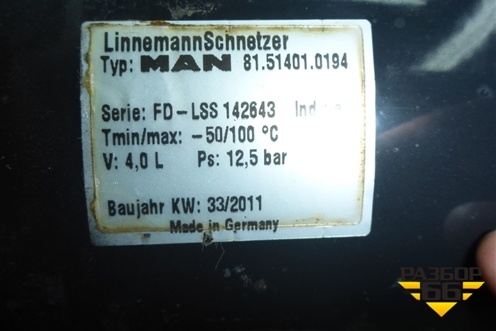 LinnemannSchnetzer
Typ: MAN 81.51401.0194
Serie: FD-LSS 142643
Tmin/max: -50/100 °C
V: 4,0 L Ps: 12,5 bar
Baujahr KW: 33/2011
Made in Germany
РАЗБОР
66